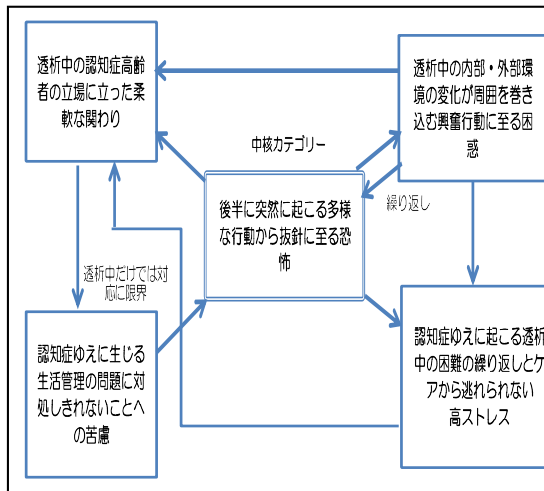 透析中の認知症高齢
者の立場に立った柔
軟な関わり
透析中の内部・外部環
境の変化が周囲を巻き
込む興奮行動に至る困
惑
中核カテゴリー
後半に突然に起こる多様
な行動から抜針に至る恐
怖
繰り返し
透析中だけでは対
応に限界
認知症ゆえに生じる
生活管理の問題に対
処しきれないことへ
の苦慮
認知症ゆえに起こる透析
中の困難の繰り返しとケ
アから逃れられない
高ストレス